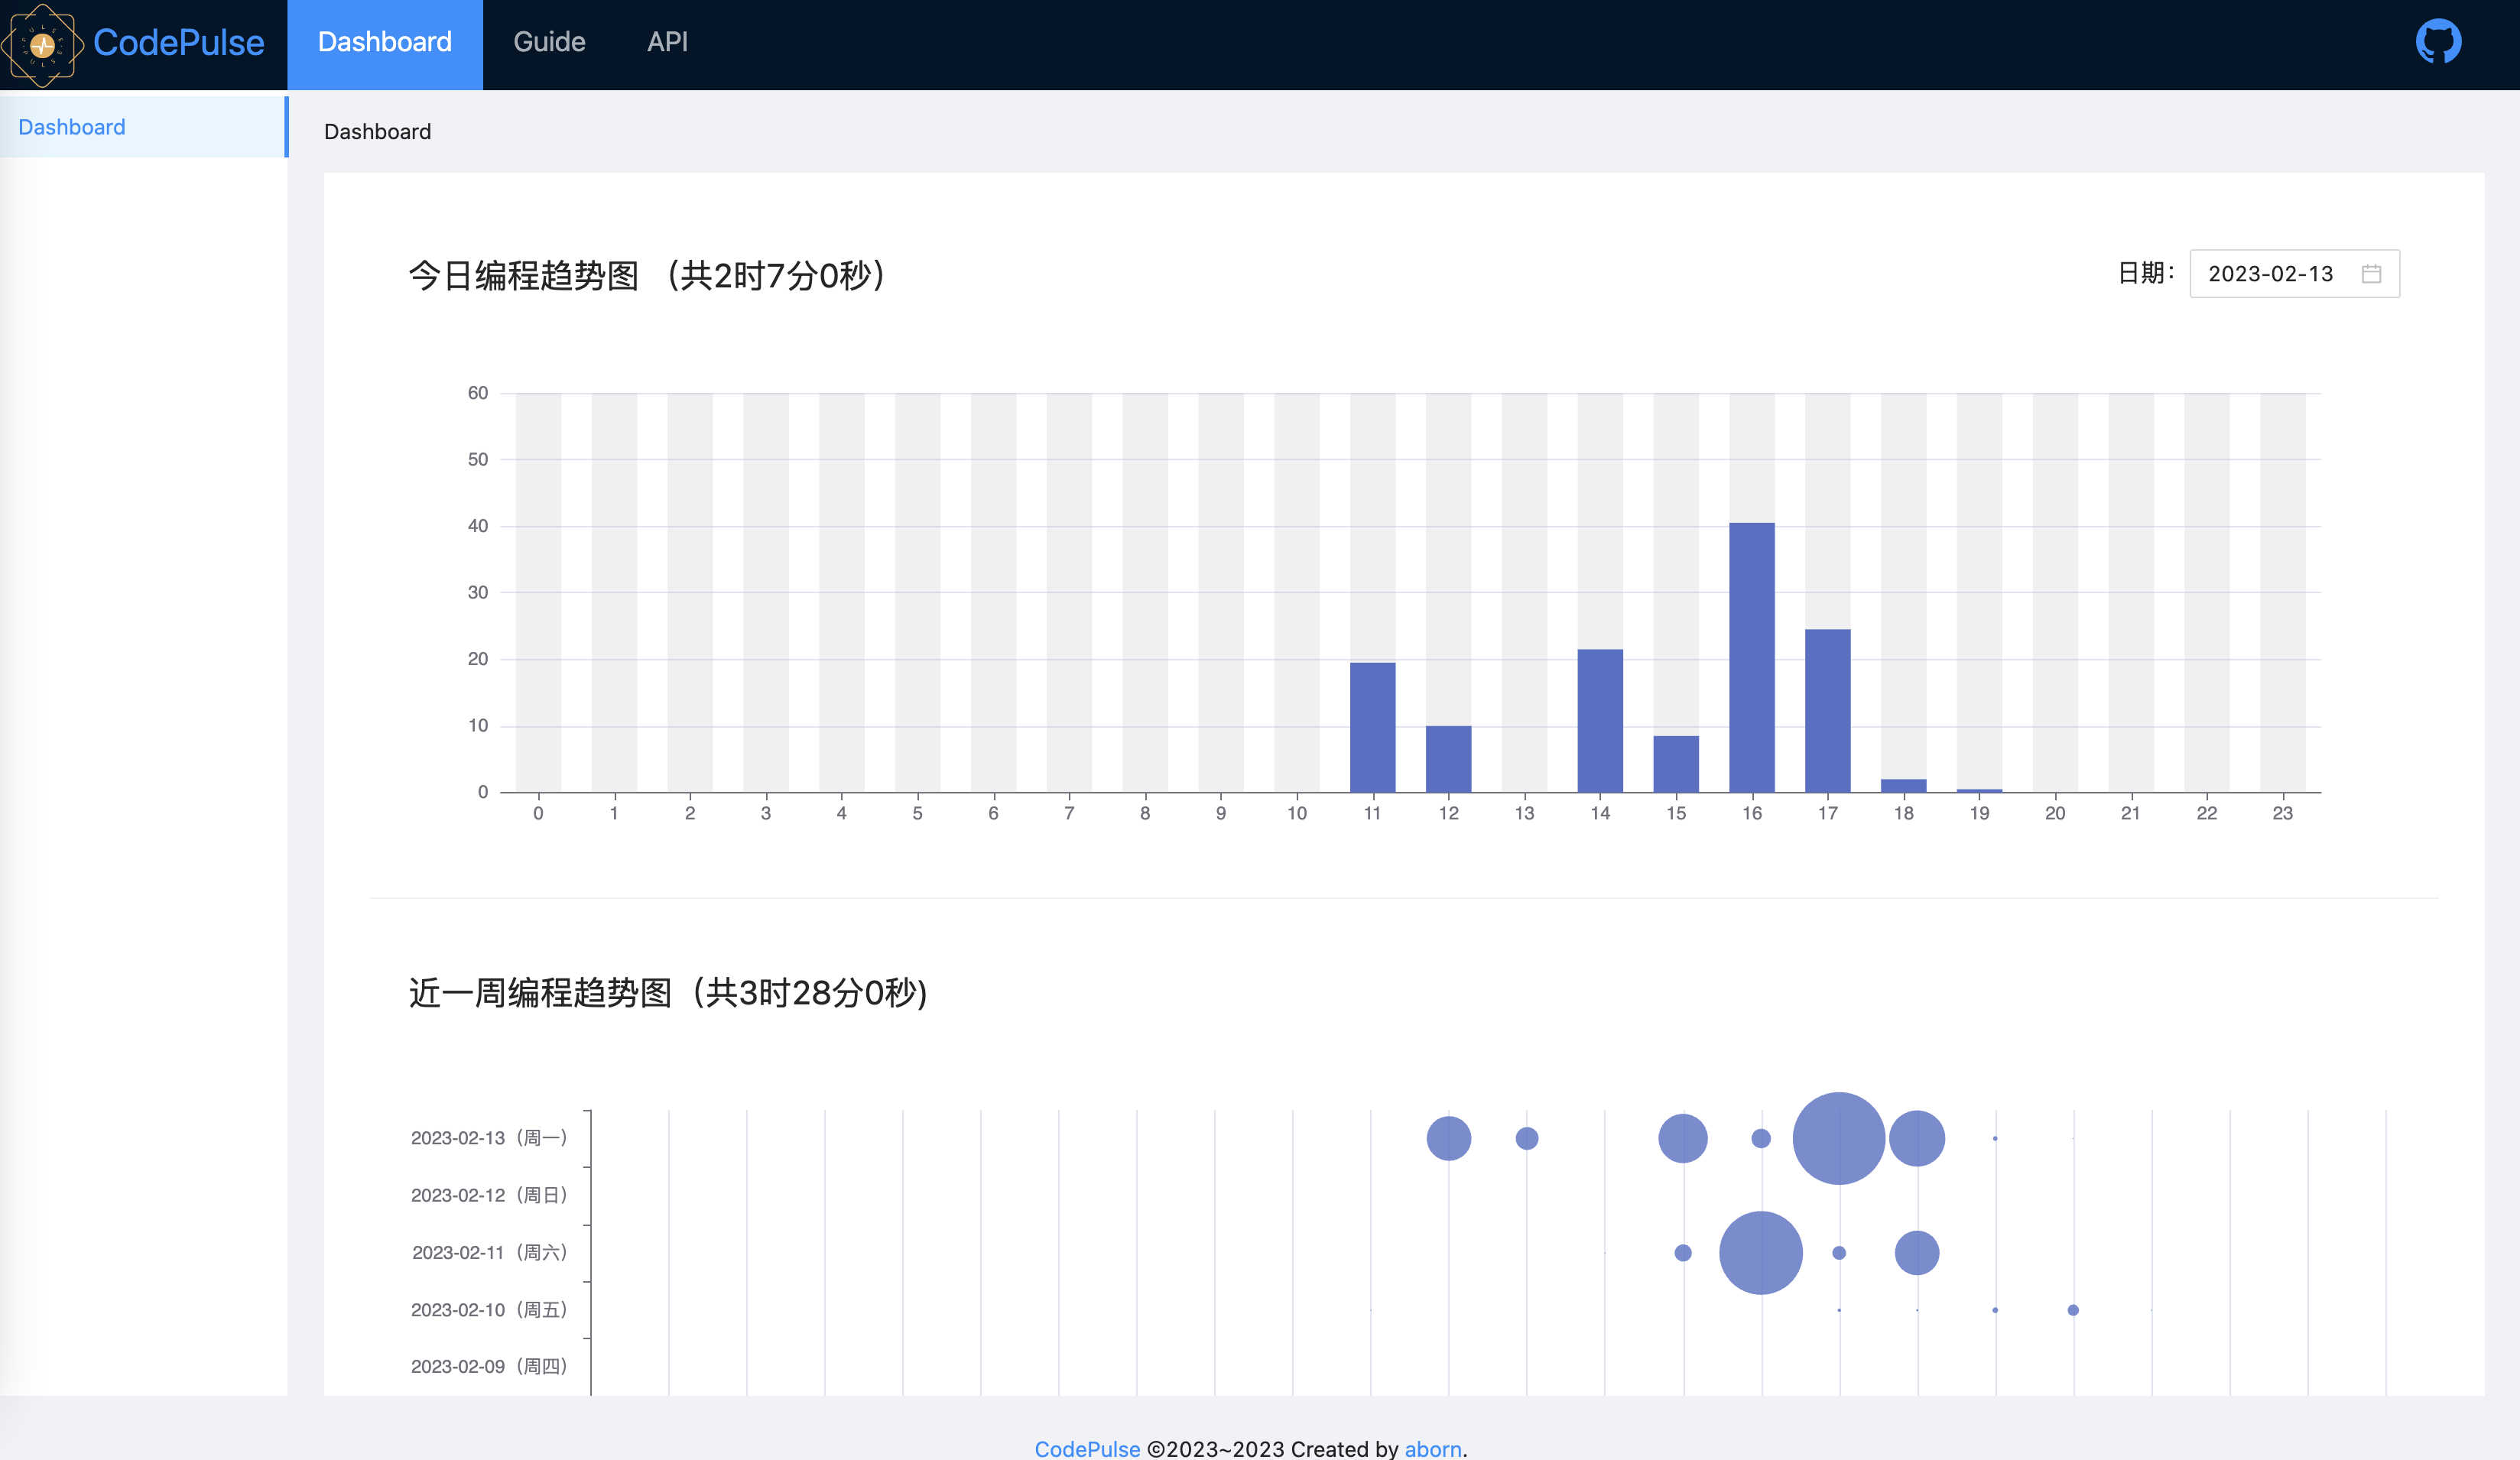 CodePulse Dashboard Guide API
Dashboard
Dashboard
今日编程趋势图 （共2时7分0秒）
日期： 2023-02-13
60
50
40
30
20
10
0
0 1 2 3 4 5 6 7 8 9 10 11 12 13 14 15 16 17 18 19 20 21 22 23
近一周编程趋势图（共3时28分0秒)
2023-02-13（周一）
2023-02-12（周日）
2023-02-11（周六）
2023-02-10（周五）
2023-02-09（周四）
CodePulse ©2023~2023 Created by aborn.